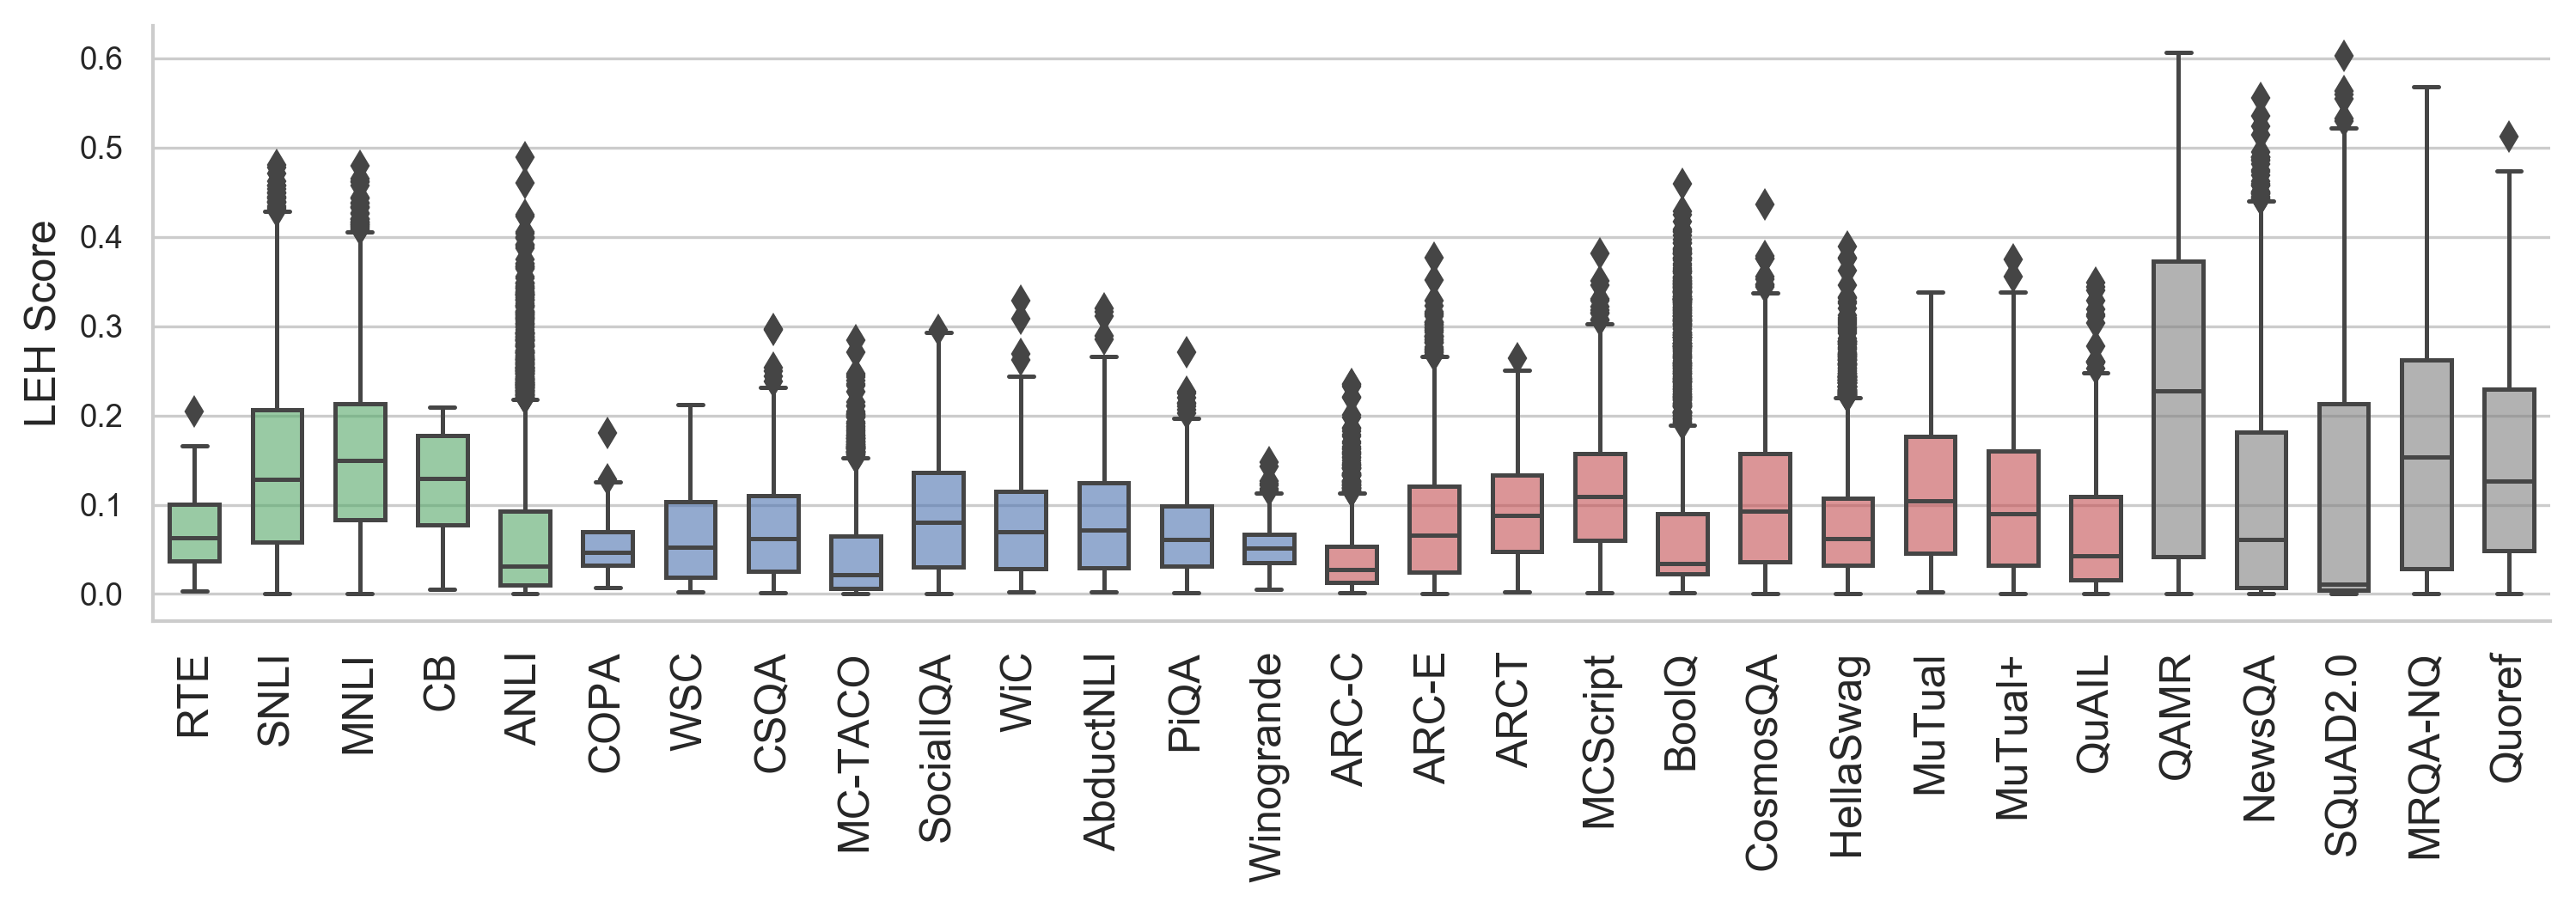 LEH Score
0.6
0.5
0.4
0.3
0.2
0.1
0.0
RTE
SNLI
MNLI
CB
ANLI
COPA
WSC
CSQA
MC-TACO
SocialIQA
WiC
AbductNLI
PiQA
Winogrande
ARC-C
ARC-E
ARCT
MCScript
BoolQ
CosmosQA
HellaSwag
MuTual
MuTual+
QuAIL
QAMR
NewsQA
SQuAD2.0
MRQA-NQ
Quoref